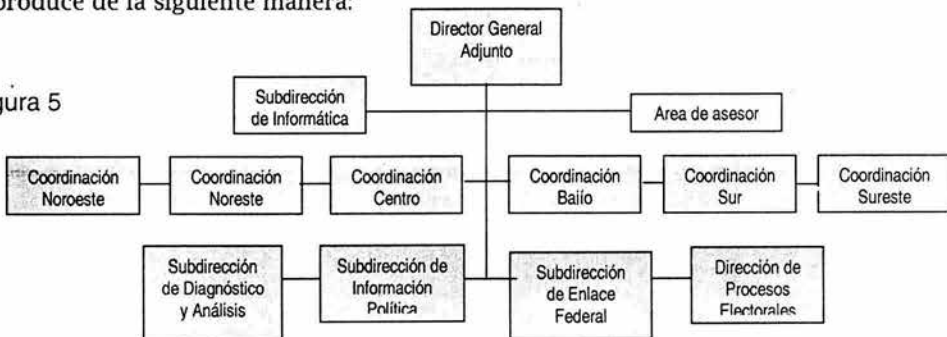 produce de la siguiente manera:
Director General
Adjunto
gura 5
Subdirección
de Informática
Area de asesor
Coordinación
Noroeste
Coordinación
Noreste
Coordinación
Centro
Coordinación
Baiío
Coordinación
Sur
Coordinación
Sureste
Subdirección
de Diagnóstico
y Análisis
Subdirección de
Información
Política
Subdirección
de Enlace
Federal
Dirección de
Procesos
Electorales